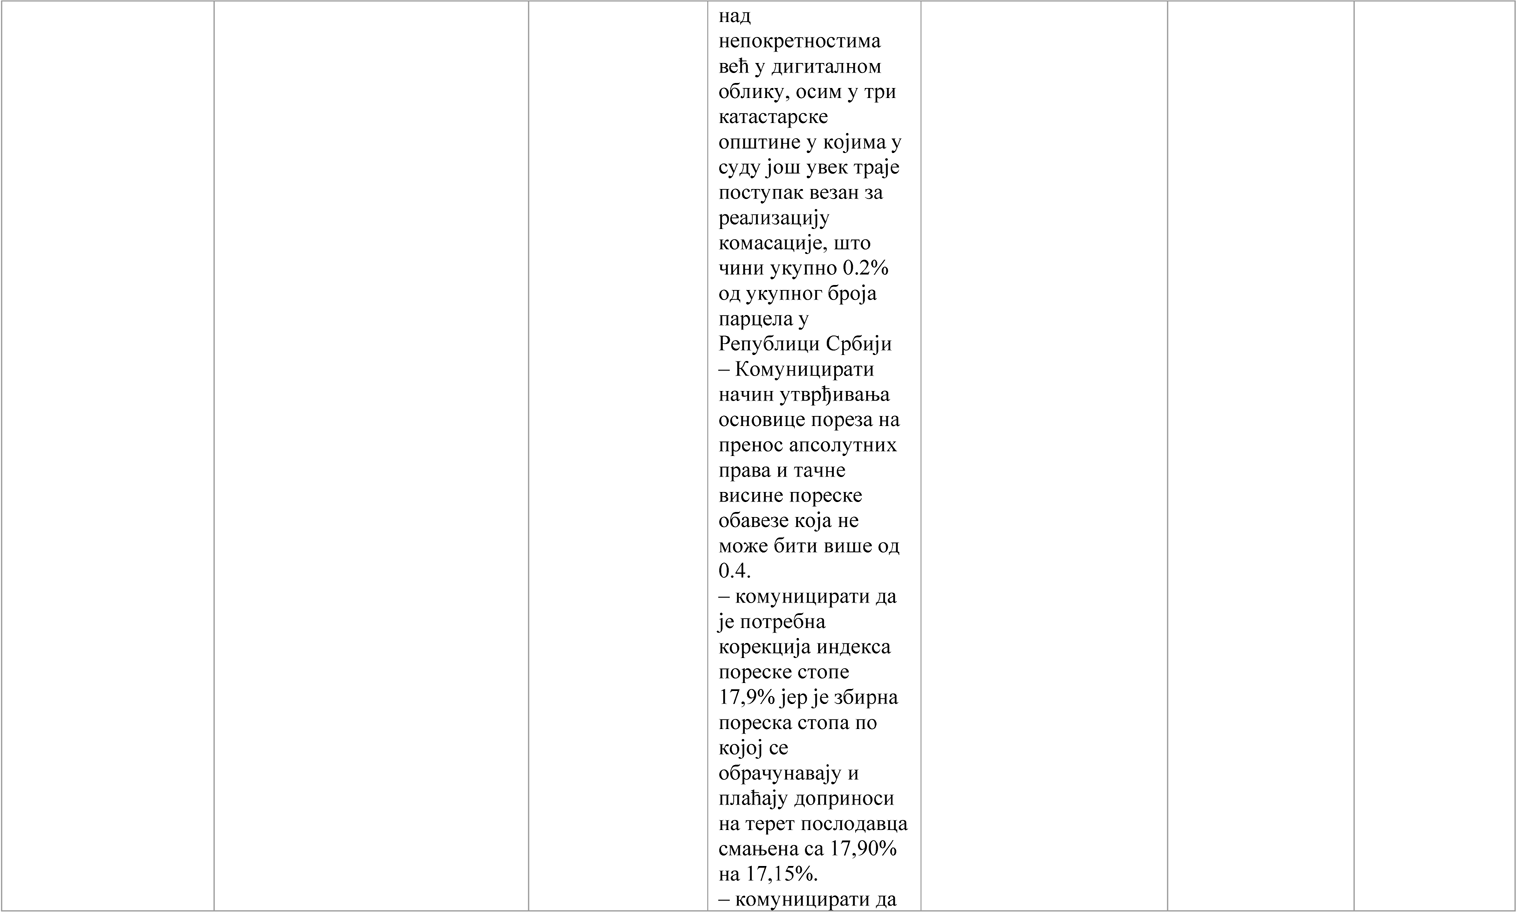 над
непокретностима
већ у дигиталном
облику, осим у три
катастарске
општине у којима у
суду још увек траје
поступак везан за
реализацију
комасације, што
чини укупно 0.2%
од укупног броја
парцела у
Републици Србији
– Комуницирати
начин утврђивања
основице пореза на
пренос апсолутних
права и тачне
висине пореске
обавезе која не
може бити више од
0.4.
– комуницирати да
је потребна
корекција индекса
пореске стопе
17,9% јер је збирна
пореска стопа по
којој се
обрачунавају и
плаћају доприноси
на терет послодавца
смањена са 17,90%
на 17,15%.
– комуницирати да